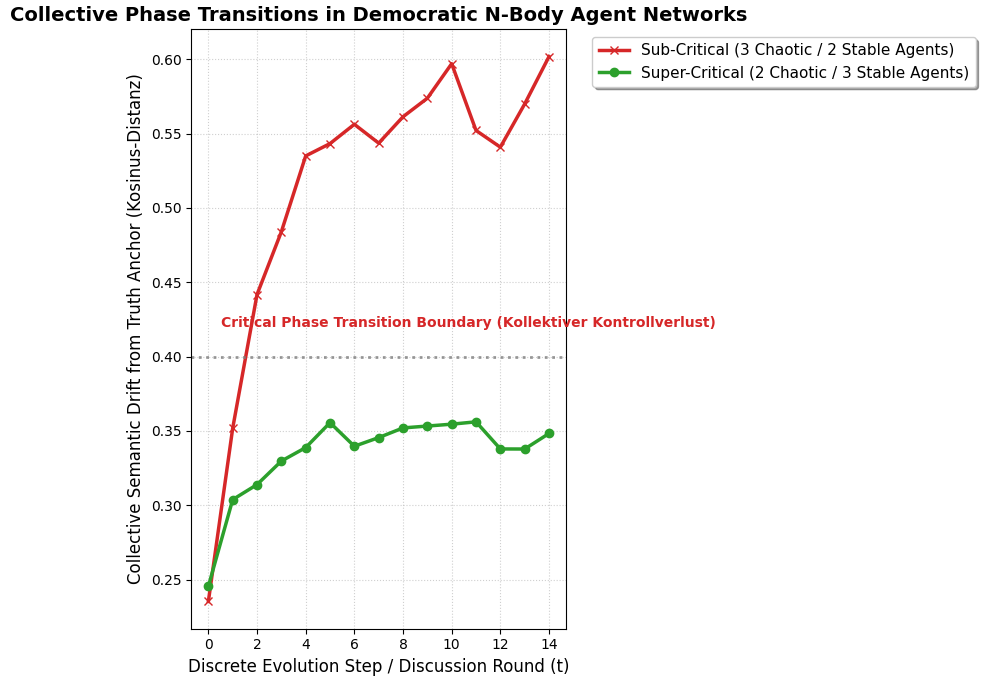 Collective Phase Transitions in Democratic N-Body Agent Networks
Sub-Critical (3 Chaotic / 2 Stable Agents)
Super-Critical (2 Chaotic / 3 Stable Agents)
Collective Semantic Drift from Truth Anchor (Kosinus-Distanz)
0.60
0.55
0.50
0.45
0.40
0.35
0.30
0.25
Critical Phase Transition Boundary (Kollektiver Kontrollverlust)
0 2 4 6 8 10 12 14
Discrete Evolution Step / Discussion Round (t)